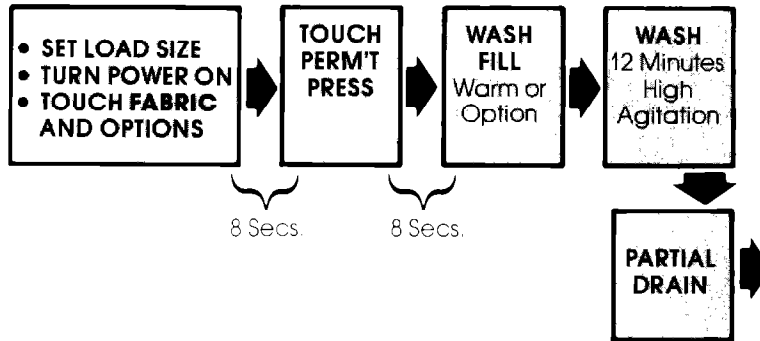 • SET LOAD SIZE
• TURN POWER ON
• TOUCH FABRIC
AND OPTIONS
TOUCH
PERM'T
PRESS
WASH
FILL
Warm or
Option
WASH
12 Minutes
High
Agitation
8 Secs.
8 Secs.
PARTIAL
DRAIN